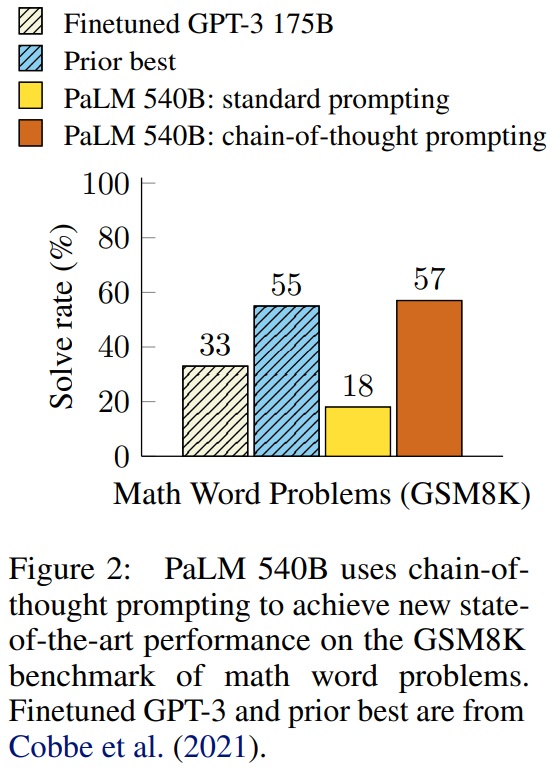 Finetuned GPT-3 175B
Prior best
PaLM 540B: standard prompting
PaLM 540B: chain-of-thought prompting
100
80
60
40
20
0
Solve rate (%)
33
55
18
57
Math Word Problems (GSM8K)
Figure 2: PaLM 540B uses chain-of-
thought prompting to achieve new state-
of-the-art performance on the GSM8K
benchmark of math word problems.
Finetuned GPT-3 and prior best are from
Cobbe et al. (2021).